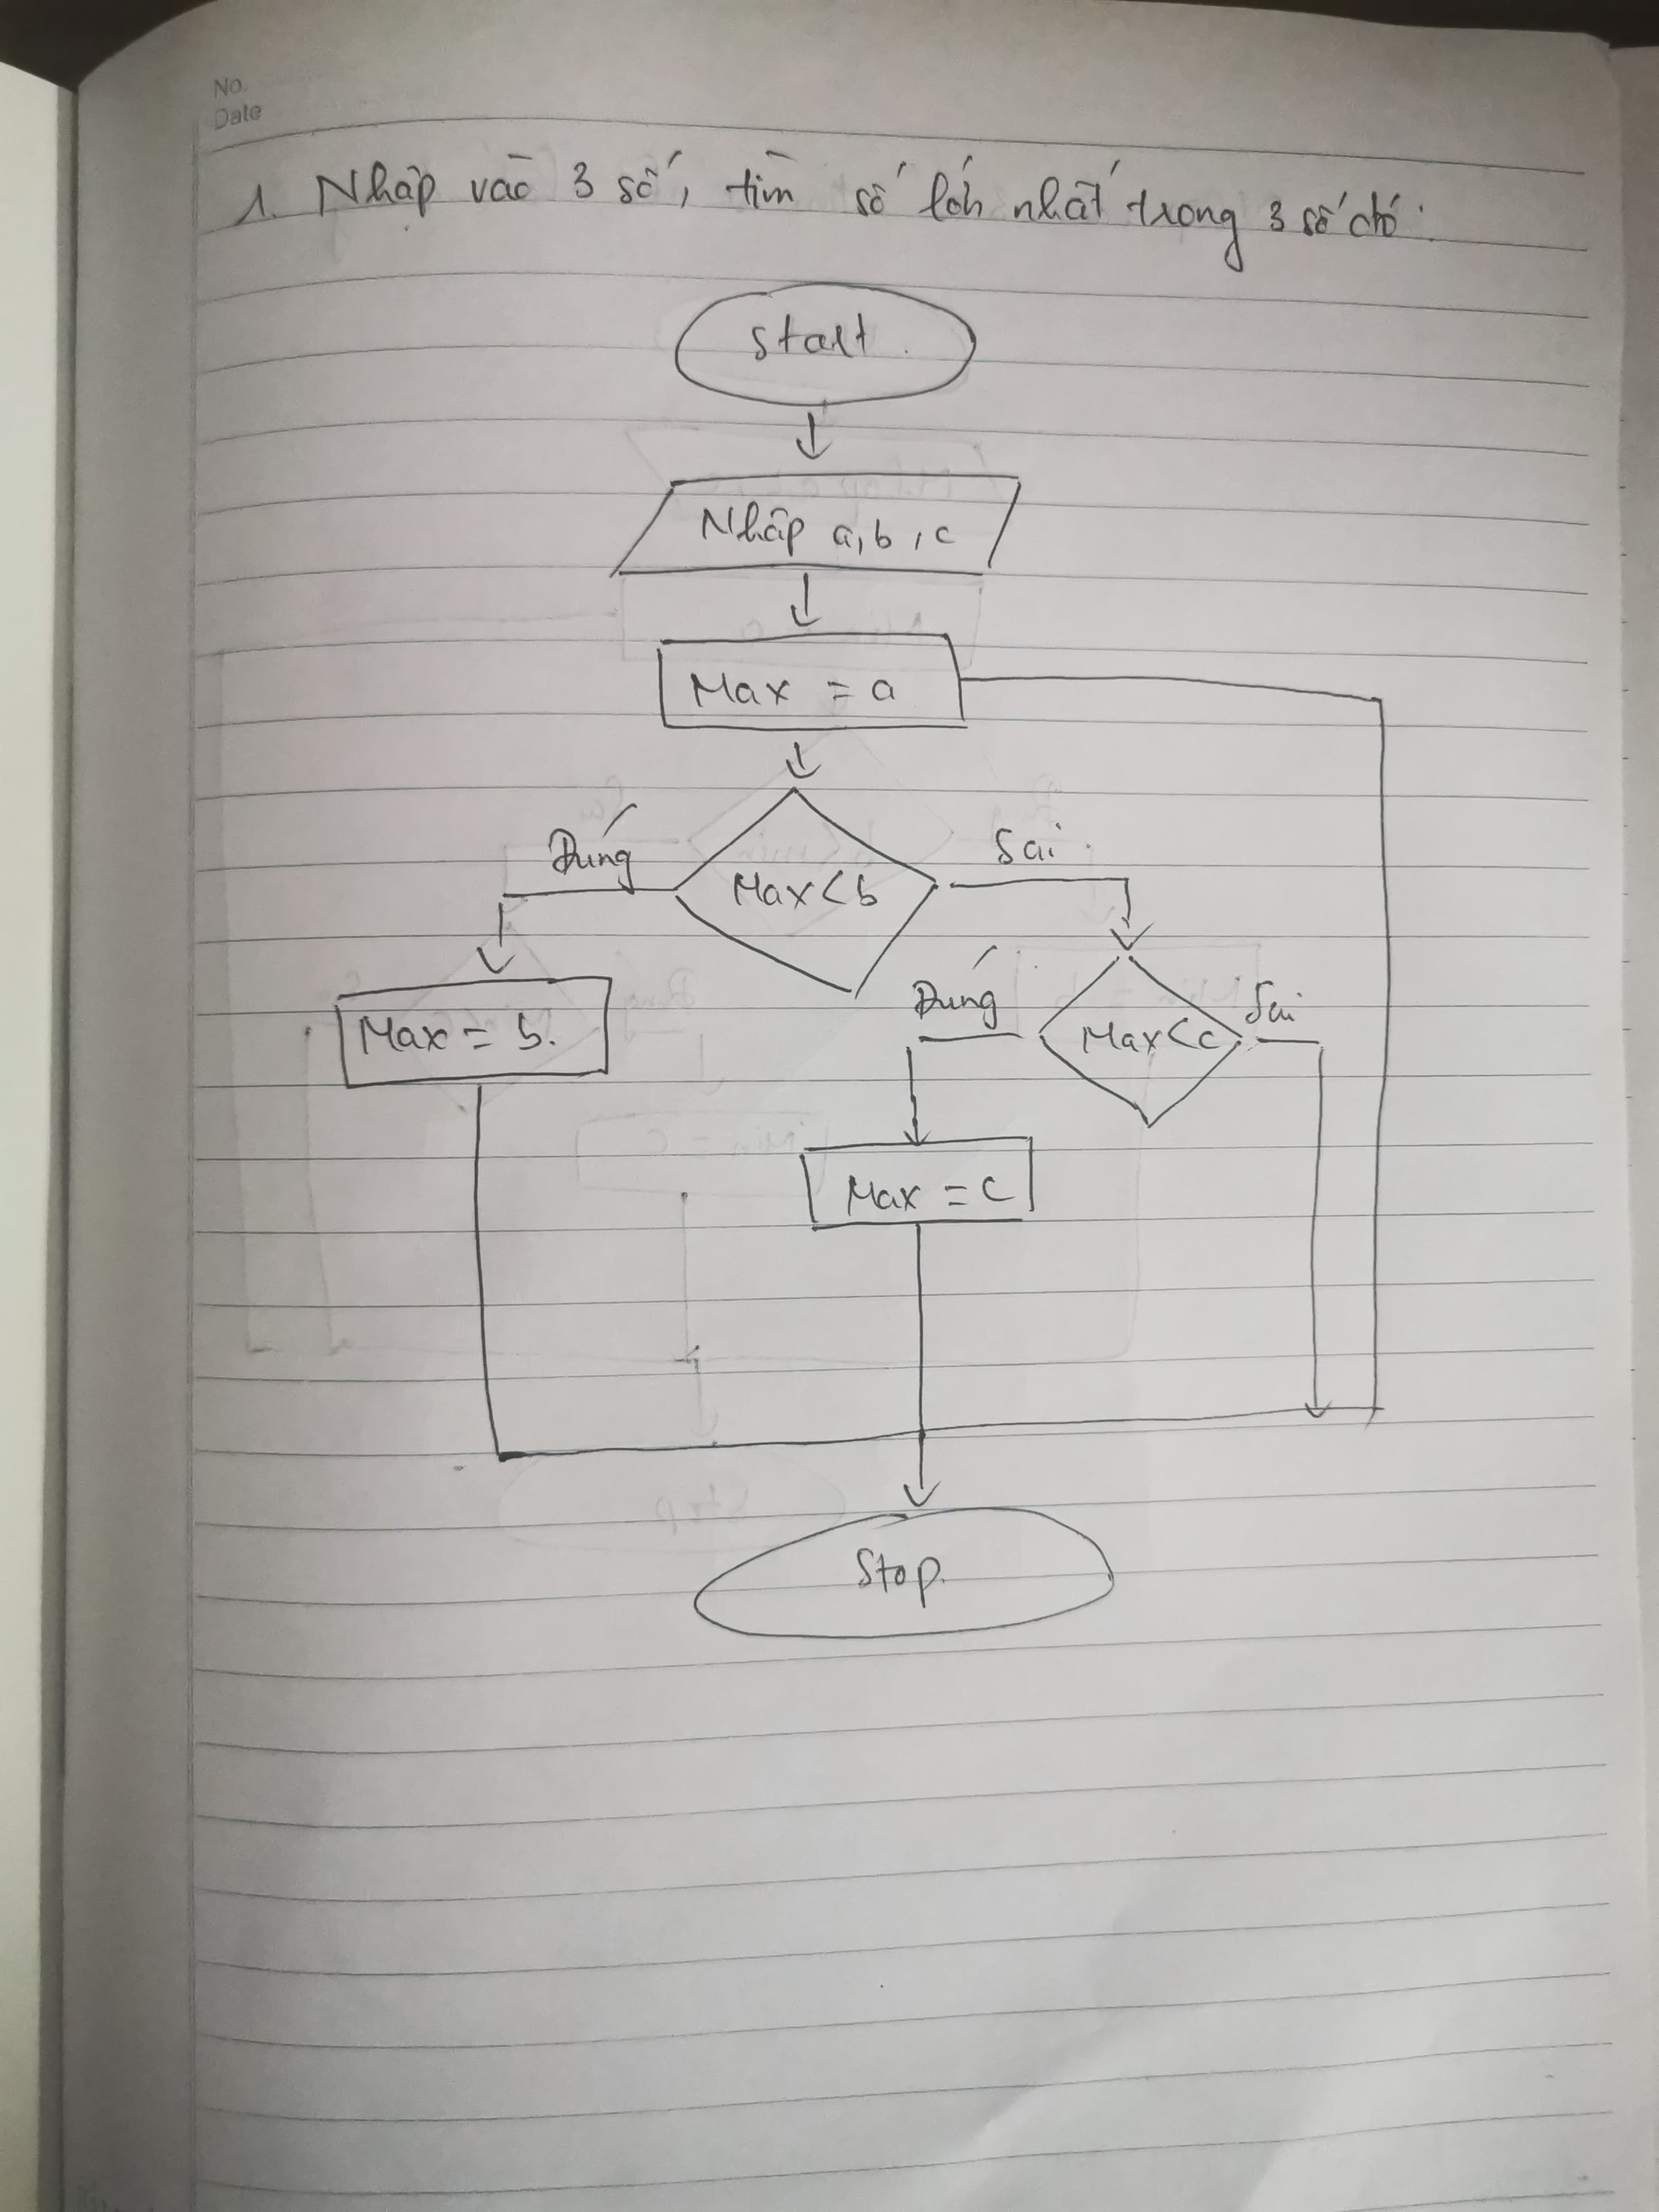 No.
Date
1. Nhập vào 3 số, tìm số lớn nhất trong 3 số đó.
Start.
Nhập a, b, c
Max = a
Đúng
Sai
Max < b
Max = b.
Đúng
Sai
Max < c
Max = c
Stop.